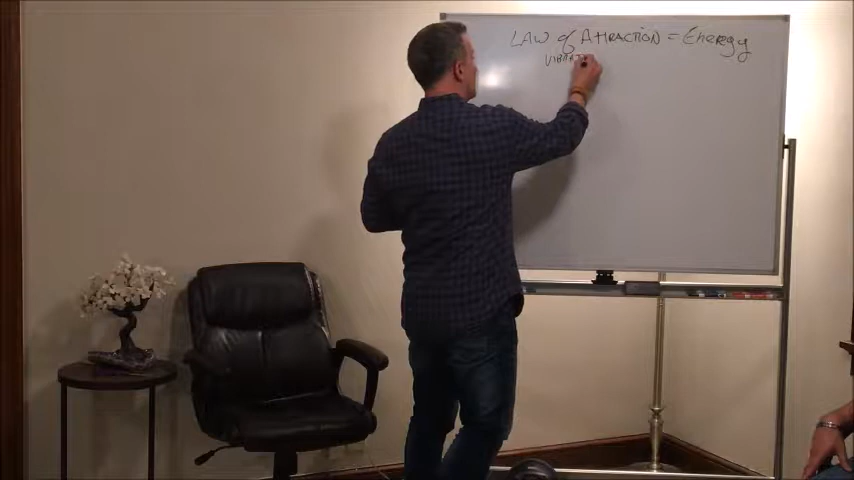 LAW of ATTRACTION = Energy